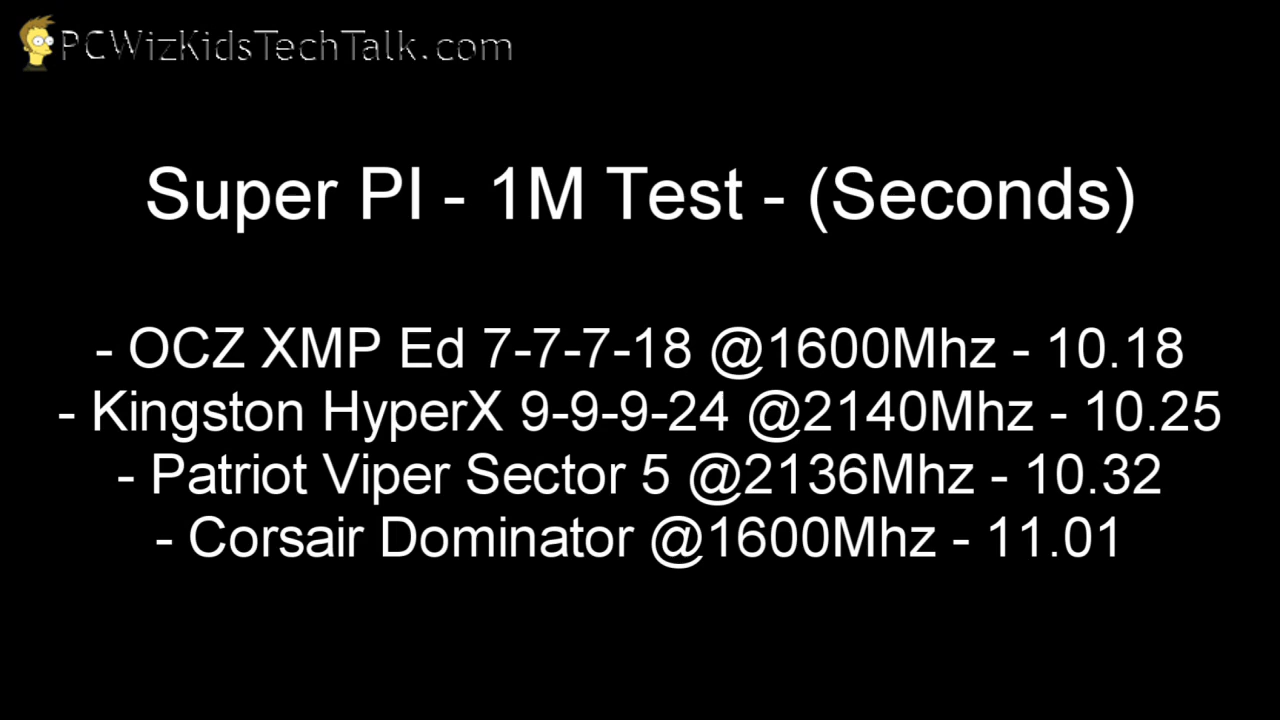 PCWizKidsTechTalk.com
Super PI - 1M Test - (Seconds)
- OCZ XMP Ed 7-7-7-18 @1600Mhz - 10.18
- Kingston HyperX 9-9-9-24 @2140Mhz - 10.25
- Patriot Viper Sector 5 @2136Mhz - 10.32
- Corsair Dominator @1600Mhz - 11.01